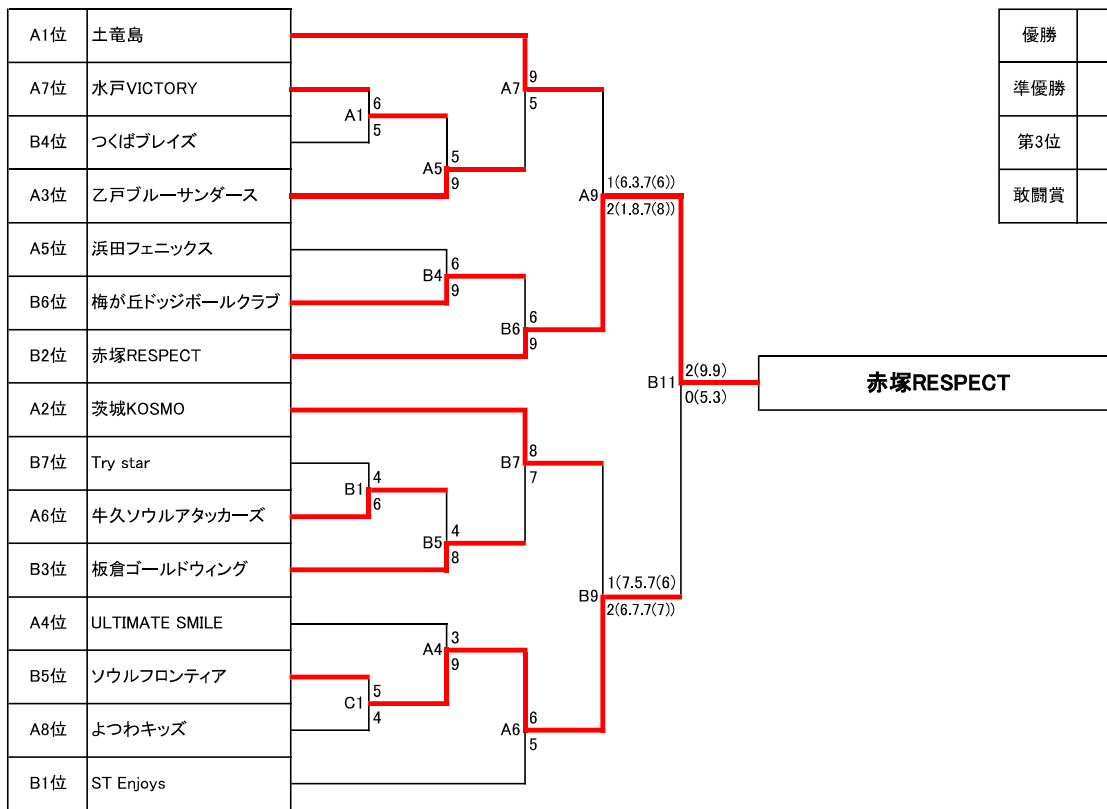 A1位 土竜島
A7位 水戸VICTORY
B4位 つくばブレイズ
A3位 乙戸ブルーサンダース
A5位 浜田フェニックス
B6位 梅が丘ドッジボールクラブ
B2位 赤塚RESPECT
A2位 茨城KOSMO
B7位 Try star
A6位 牛久ソウルアタッカーズ
B3位 板倉ゴールドウィング
A4位 ULTIMATE SMILE
B5位 ソウルフロンティア
A8位 よつわキッズ
B1位 ST Enjoys
A1
6
5
B1
4
6
C1
5
4
A5
5
9
B4
6
9
B5
4
8
A4
3
9
A7
9
5
B6
6
9
B7
8
7
A6
6
5
A9
1(6.3.7(6))
2(1.8.7(8))
B9
1(7.5.7(6)
2(6.7.7(7))
B11
2(9.9)
0(5.3)
赤塚RESPECT
優勝
準優勝
第3位
敢闘賞